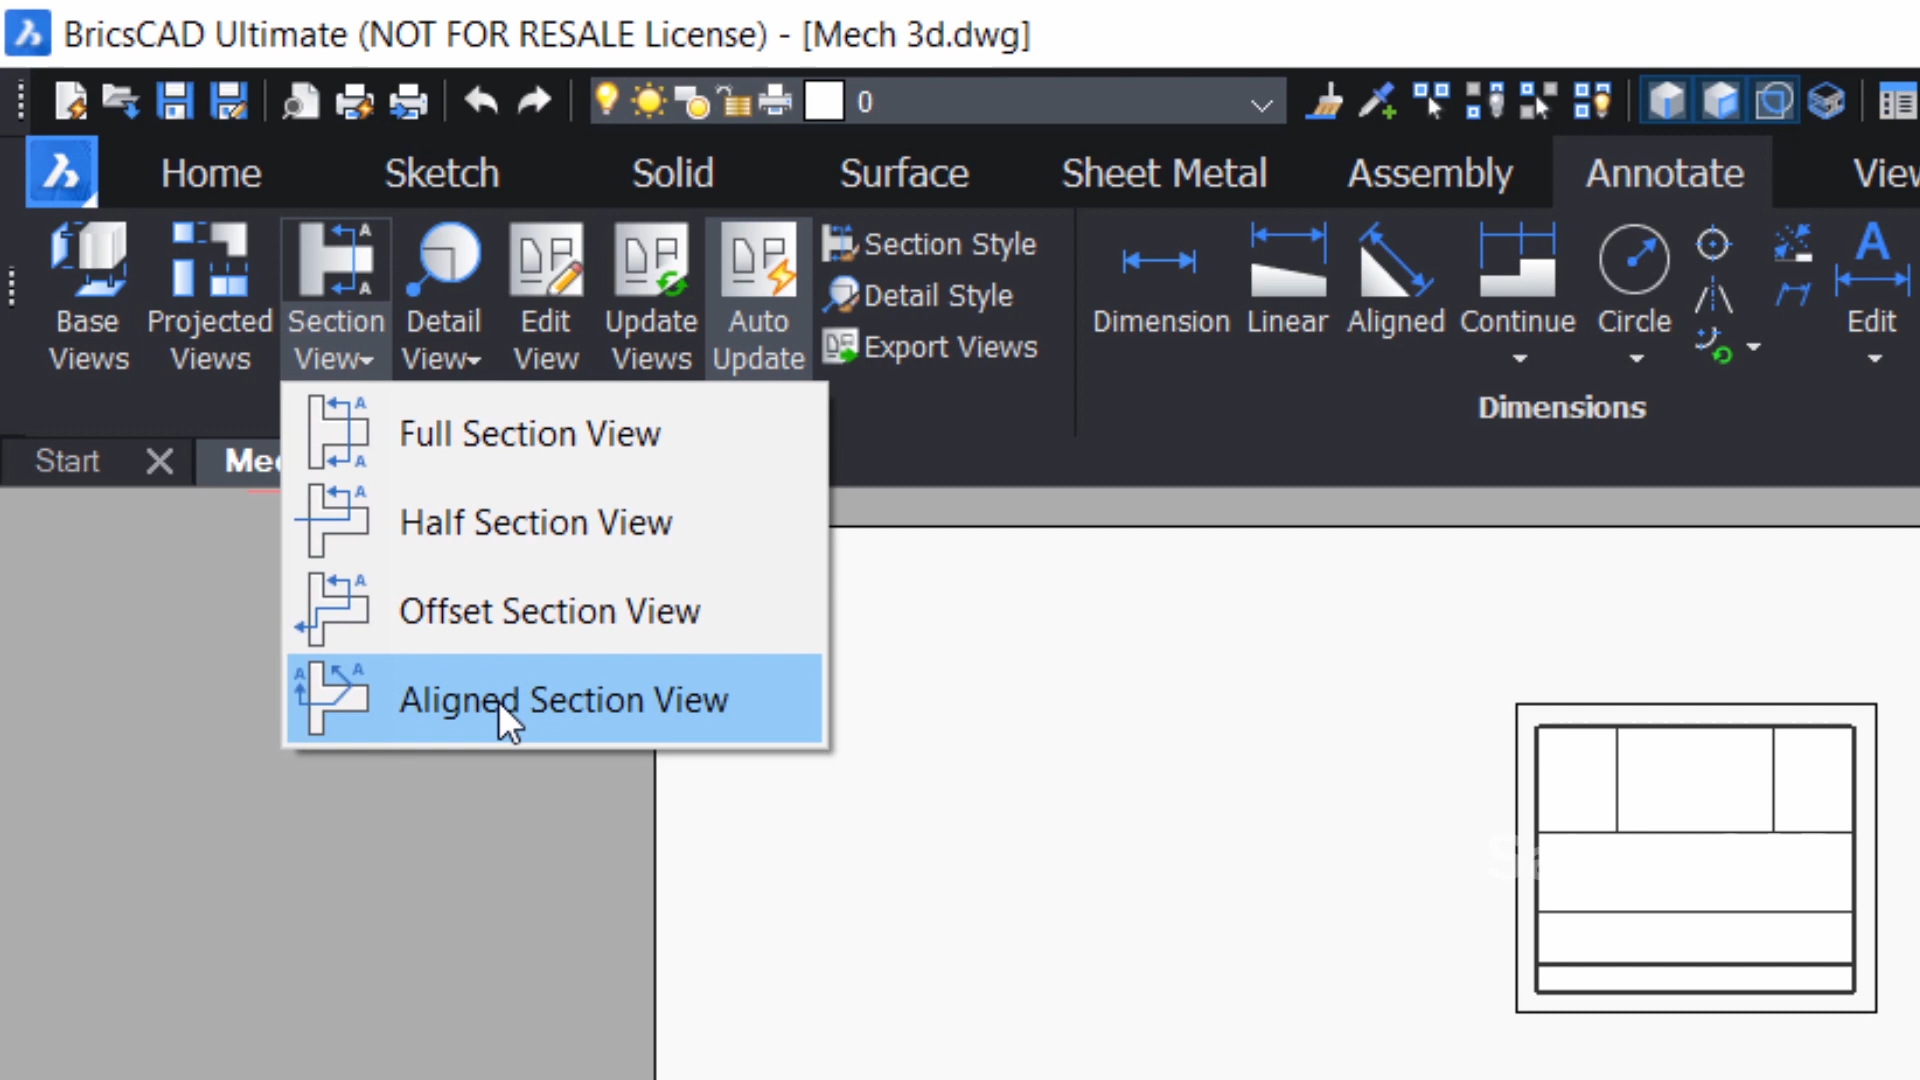 BricsCAD Ultimate (NOT FOR RESALE License) - [Mech 3d.dwg]
0
Home Sketch Solid Surface Sheet Metal Assembly Annotate
Base Views
Projected Views
Section View
Detail View
Edit View
Update Views
Auto Update
Section Style
Detail Style
Export Views
Dimension
Linear
Aligned
Continue
Circle
Edit
Dimensions
Start
Full Section View
Half Section View
Offset Section View
Aligned Section View